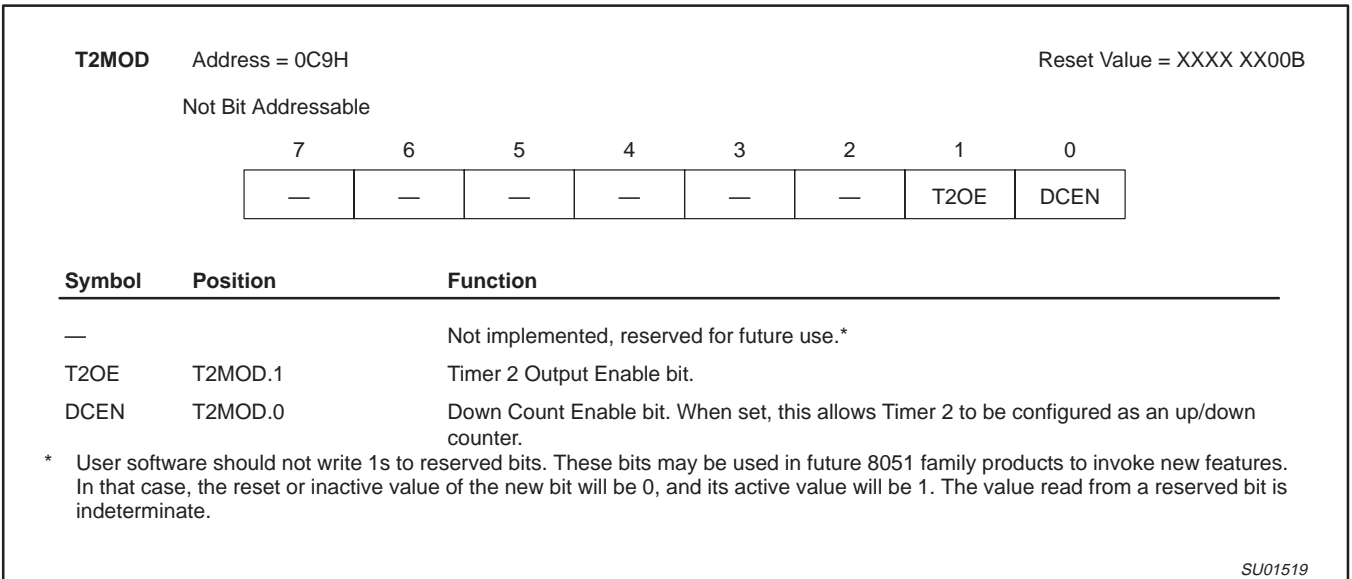 T2MOD Address = 0C9H Reset Value = XXXX XX00B
Not Bit Addressable
7 6 5 4 3 2 1 0
— — — — — — T2OE DCEN
Symbol Position Function
— Not implemented, reserved for future use.*
T2OE T2MOD.1 Timer 2 Output Enable bit.
DCEN T2MOD.0 Down Count Enable bit. When set, this allows Timer 2 to be configured as an up/down
counter.
* User software should not write 1s to reserved bits. These bits may be used in future 8051 family products to invoke new features.
In that case, the reset or inactive value of the new bit will be 0, and its active value will be 1. The value read from a reserved bit is
indeterminate.
SU01519